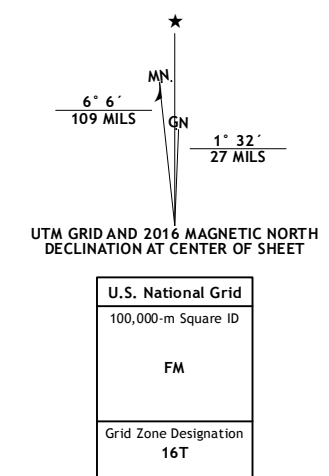 ★
MN.
6° 6´
109 MILS
GN
1° 32´
27 MILS
UTM GRID AND 2016 MAGNETIC NORTH
DECLINATION AT CENTER OF SHEET
U.S. National Grid
100,000-m Square ID
FM
Grid Zone Designation
16T